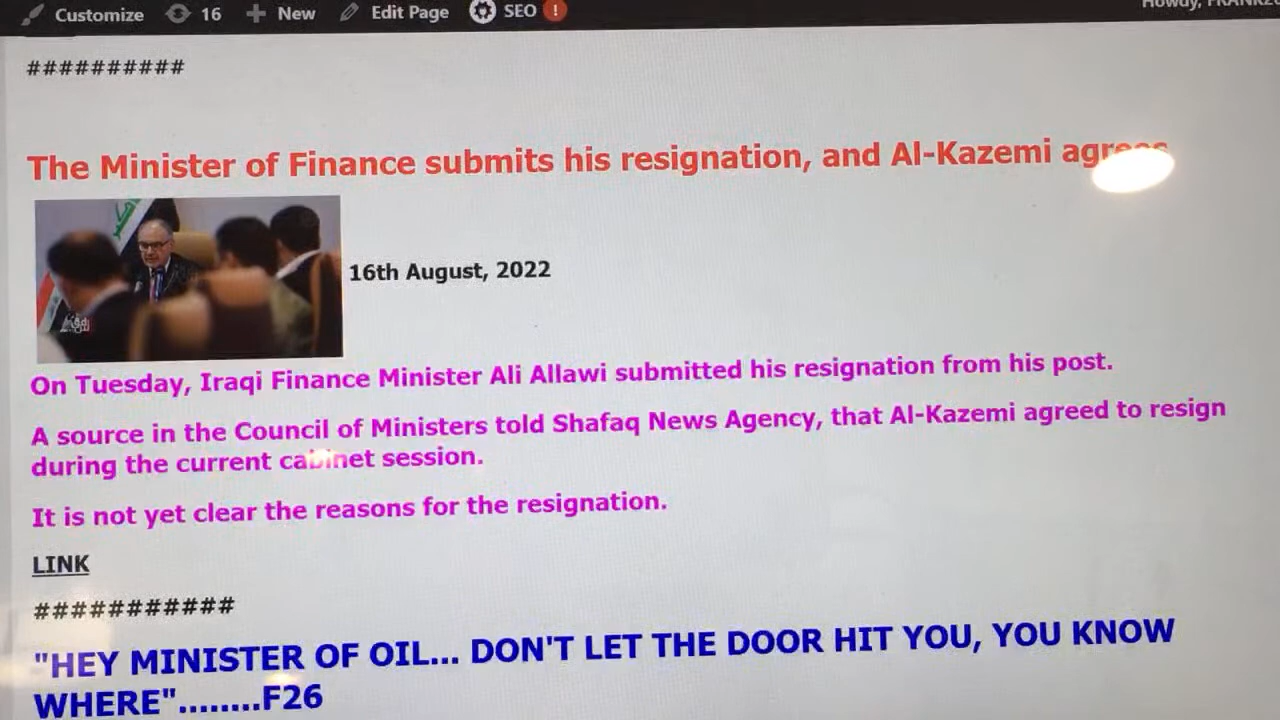 Customize 16 New Edit Page SEO ! Howdy,
##########
The Minister of Finance submits his resignation, and Al-Kazemi agrees
16th August, 2022
On Tuesday, Iraqi Finance Minister Ali Allawi submitted his resignation from his post.
A source in the Council of Ministers told Shafaq News Agency, that Al-Kazemi agreed to resign
during the current cabinet session.
It is not yet clear the reasons for the resignation.
LINK
###########
"HEY MINISTER OF OIL... DON'T LET THE DOOR HIT YOU, YOU KNOW
WHERE"........F26